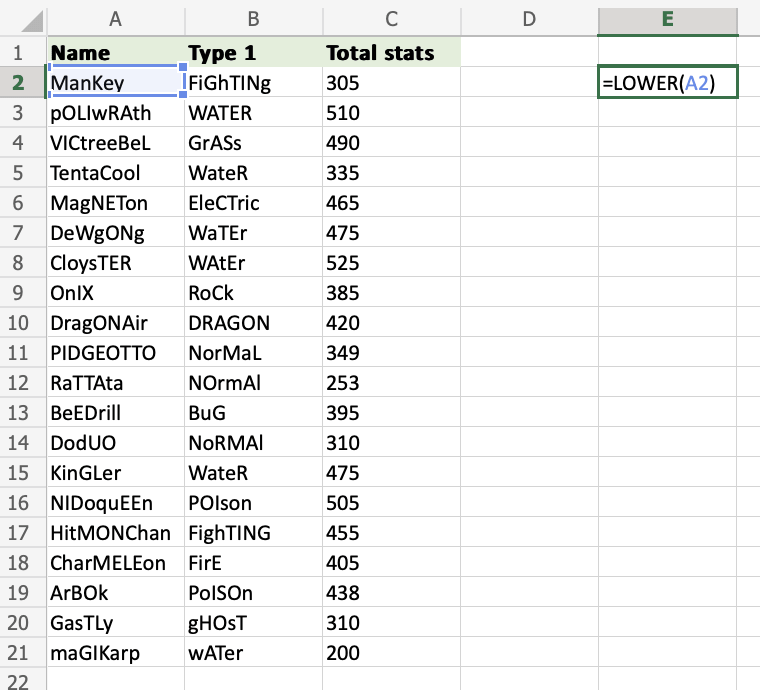 A B C D E
1 Name Type 1 Total stats
2 ManKey FiGhTINg 305 =LOWER(A2)
3 pOLIwRAth WATER 510
4 VICtreeBeL GrASs 490
5 TentaCool WateR 335
6 MagNETon EleCTric 465
7 DeWgONg WaTEr 475
8 CloysTER WAtEr 525
9 OnIX RoCk 385
10 DragONAir DRAGON 420
11 PIDGEOTTO NorMaL 349
12 RaTTAta NOrmAl 253
13 BeEDrill BuG 395
14 DodUO NoRMAl 310
15 KinGLer WateR 475
16 NIDoquEEn POIson 505
17 HitMONChan FighTING 455
18 CharMELEon FirE 405
19 ArBOk PoISOn 438
20 GasTLy gHOsT 310
21 maGIKarp wATer 200
22